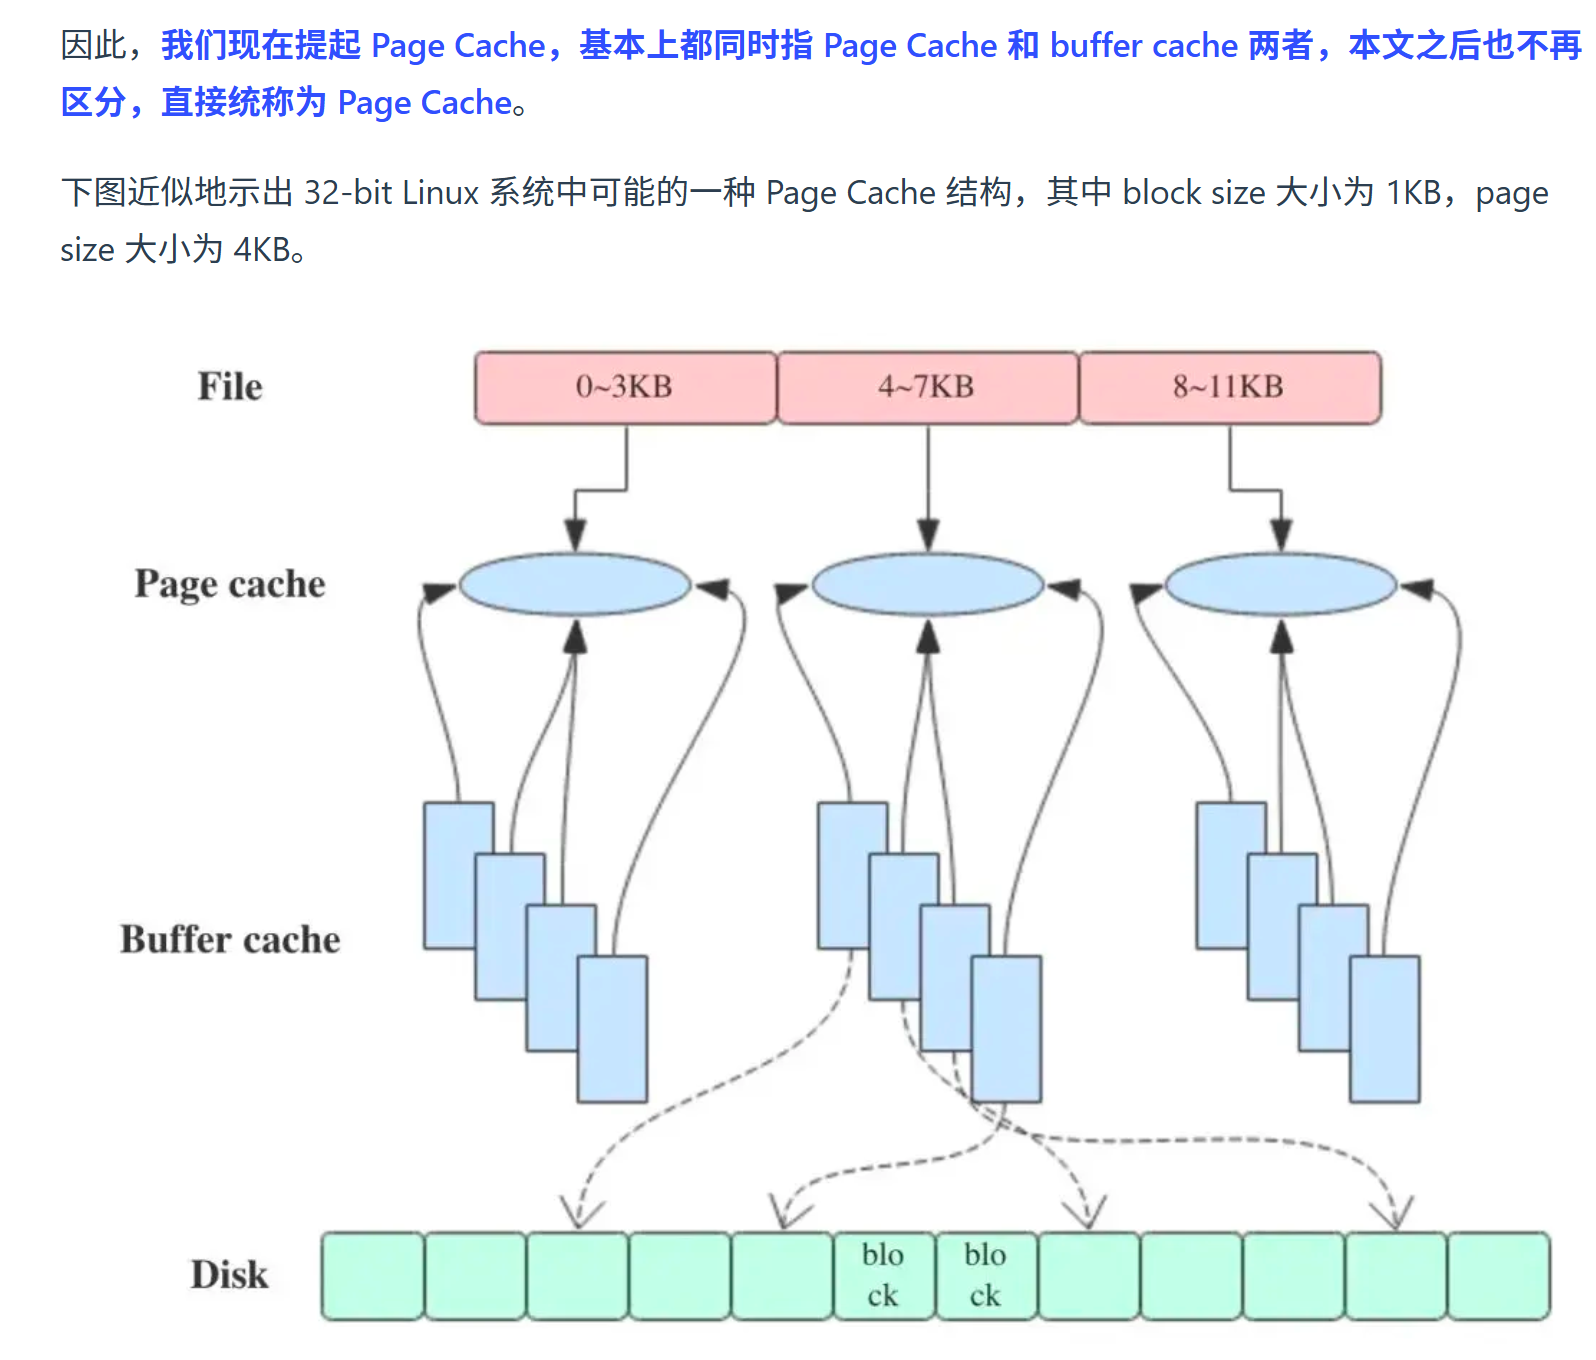 因此，我们现在提起 Page Cache，基本上都同时指 Page Cache 和 buffer cache 两者，本文之后也不再
区分，直接统称为 Page Cache。
下图近似地示出 32-bit Linux 系统中可能的一种 Page Cache 结构，其中 block size 大小为 1KB，page
size 大小为 4KB。
File
0~3KB
4~7KB
8~11KB
Page cache
Buffer cache
Disk
blo
ck
blo
ck